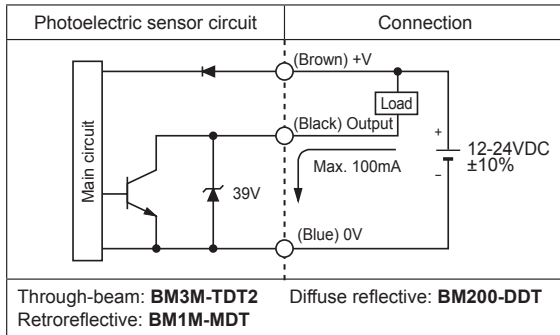 Photoelectric sensor circuit
Connection
Main circuit
39V
(Brown) +V
(Black) Output
(Blue) 0V
Load
Max. 100mA
+
12-24VDC
±10%
−
Through-beam: BM3M-TDT2 Diffuse reflective: BM200-DDT
Retroreflective: BM1M-MDT